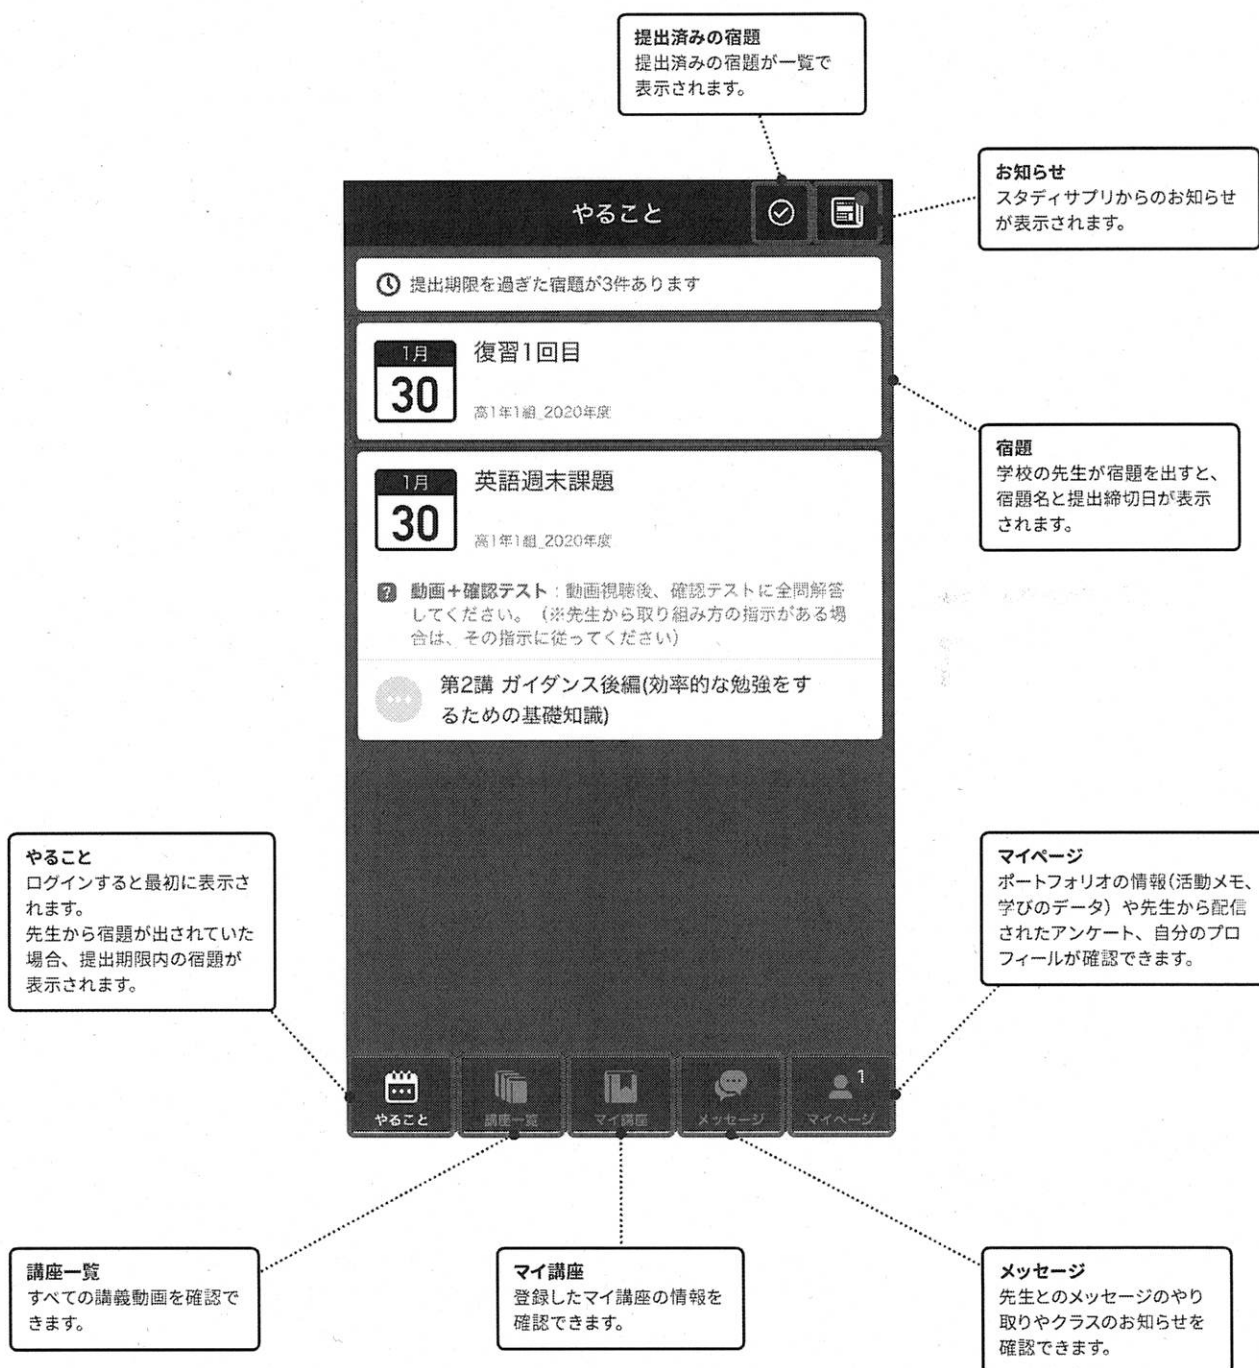 提出済みの宿題
提出済みの宿題が一覧で
表示されます。
お知らせ
スタディサプリからのお知らせ
が表示されます。
やること
提出期限を過ぎた宿題が3件あります
1月
30
復習1回目
高1年1組_2020年度
宿題
学校の先生が宿題を出すと、
宿題名と提出締切日が表示
されます。
1月
30
英語週末課題
高1年1組_2020年度
? 動画+確認テスト:動画視聴後、確認テストに全問解答
してください。(※先生から取り組み方の指示がある場
合は、その指示に従ってください)
第2講 ガイダンス後編(効率的な勉強をす
るための基礎知識)
やること
ログインすると最初に表示さ
れます。
先生から宿題が出されていた
場合、提出期限内の宿題が
表示されます。
マイページ
ポートフォリオの情報(活動メモ、
学びのデータ)や先生から配信
されたアンケート、自分のプロ
フィールが確認できます。
やること
講座一覧
マイ講座
メッセージ
1
マイページ
講座一覧
すべての講義動画を確認で
きます。
マイ講座
登録したマイ講座の情報を
確認できます。
メッセージ
先生とのメッセージのやり
取りやクラスのお知らせを
確認できます。